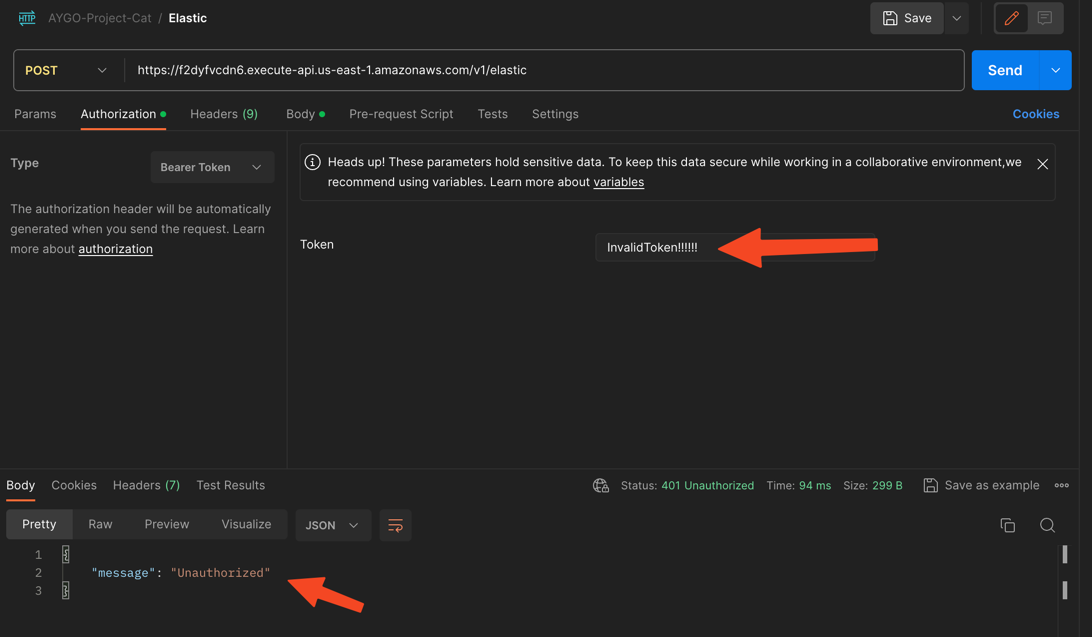 HTTP AYGO-Project-Cat / Elastic Save
POST https://f2dyfvcdn6.execute-api.us-east-1.amazonaws.com/v1/elastic Send
Params Authorization Headers (9) Body Pre-request Script Tests Settings Cookies
Type Bearer Token
The authorization header will be automatically
generated when you send the request. Learn
more about authorization
Heads up! These parameters hold sensitive data. To keep this data secure while working in a collaborative environment,we
recommend using variables. Learn more about variables
Token InvalidToken!!!!!!
Body Cookies Headers (7) Test Results Status: 401 Unauthorized Time: 94 ms Size: 299 B Save as example
Pretty Raw Preview Visualize JSON
1 {
2 "message": "Unauthorized"
3 }